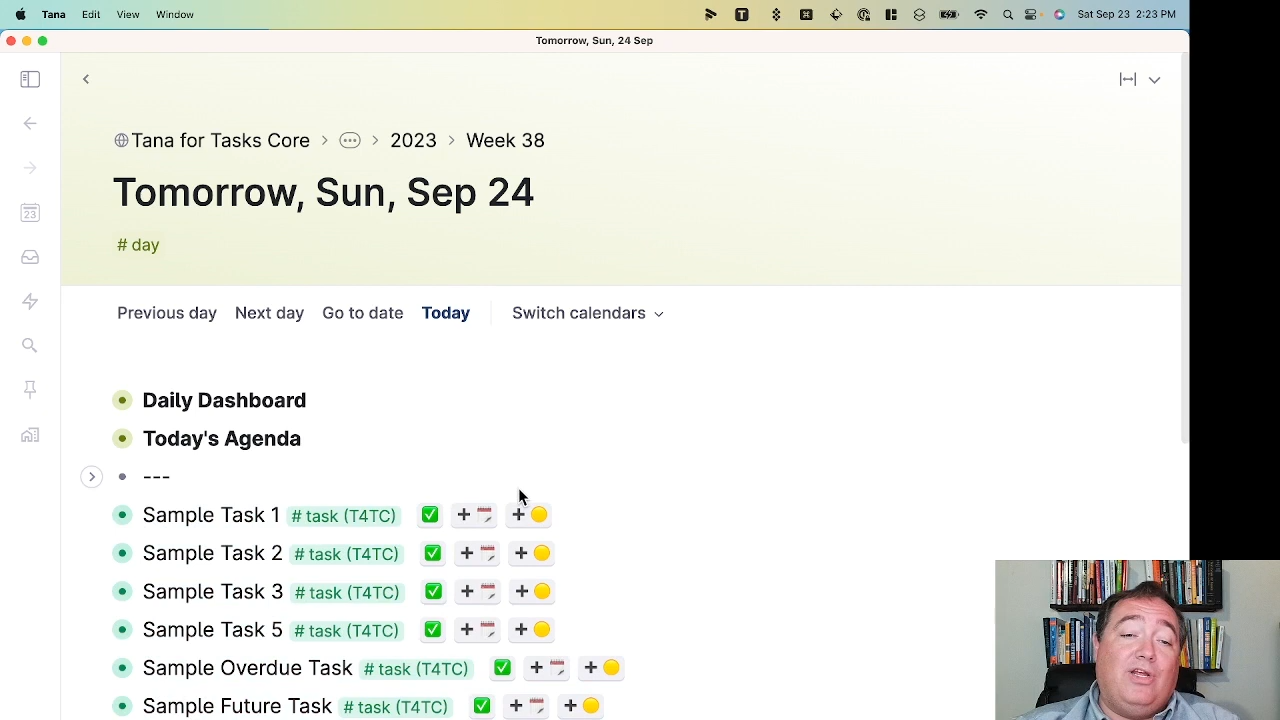 Tana Edit View Window Sat Sep 23 2:23 PM
Tomorrow, Sun, 24 Sep
Tana for Tasks Core > ... > 2023 > Week 38
Tomorrow, Sun, Sep 24
# day
23
Previous day Next day Go to date Today Switch calendars
Daily Dashboard
Today's Agenda
---
Sample Task 1 # task (T4TC)
Sample Task 2 # task (T4TC)
Sample Task 3 # task (T4TC)
Sample Task 5 # task (T4TC)
Sample Overdue Task # task (T4TC)
Sample Future Task # task (T4TC)